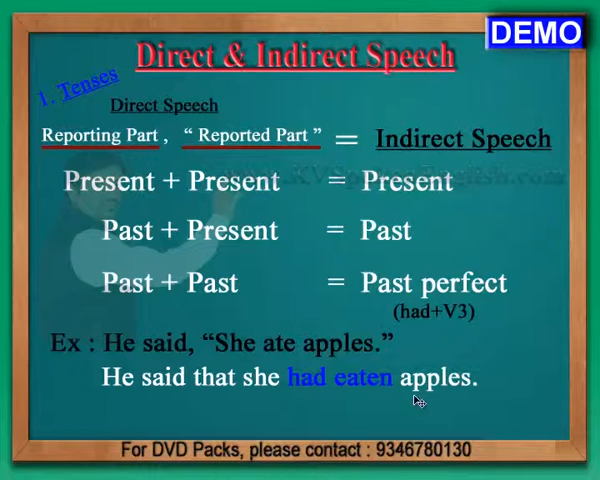 DEMO
Direct & Indirect Speech
1. Tenses
Direct Speech
Reporting Part , “ Reported Part ” = Indirect Speech
Present + Present = Present
Past + Present = Past
Past + Past = Past perfect
(had+V3)
Ex : He said, “She ate apples.”
He said that she had eaten apples.
For DVD Packs, please contact : 9346780130